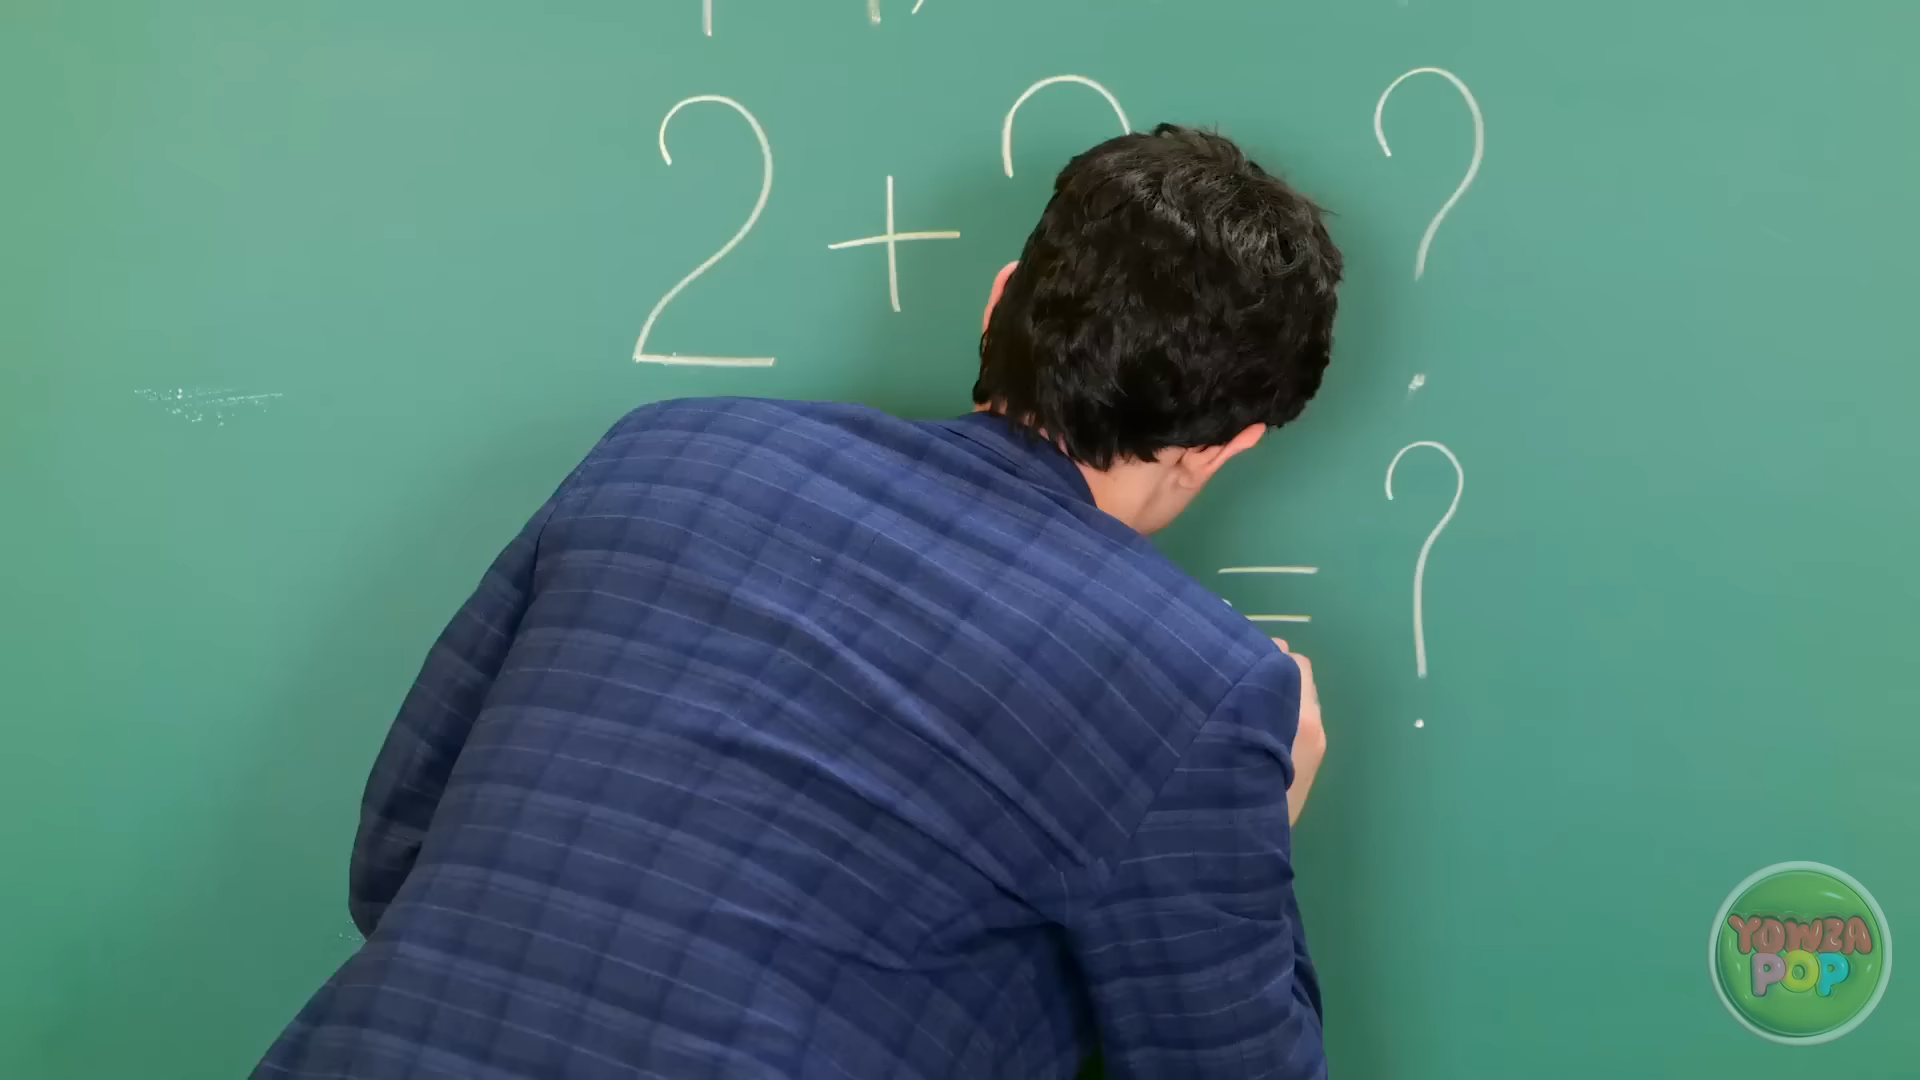 2 + ?
= ?
YOWZA
POP